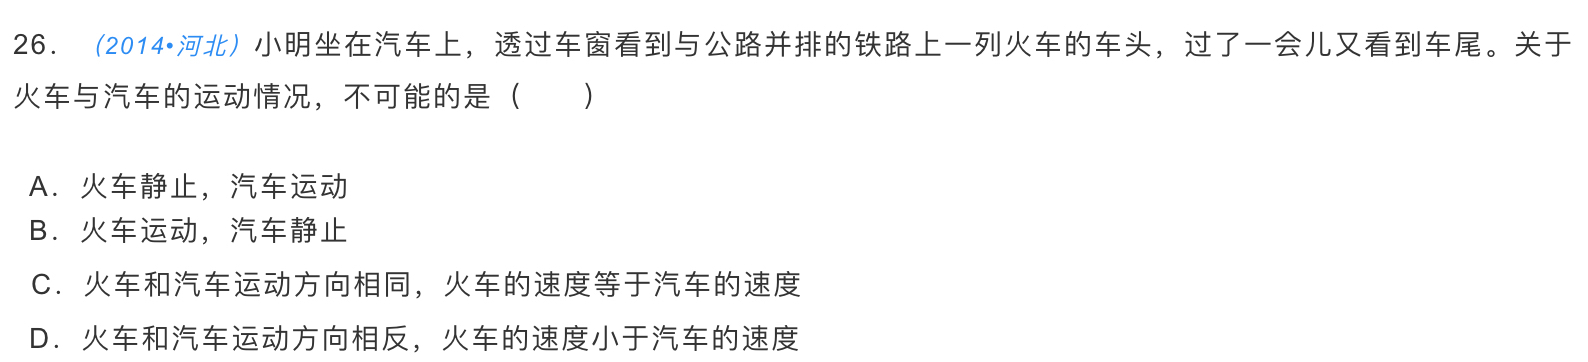 26. （2014•河北）小明坐在汽车上，透过车窗看到与公路并排的铁路上一列火车的车头，过了一会儿又看到车尾。关于
火车与汽车的运动情况，不可能的是（　　）
A. 火车静止，汽车运动
B. 火车运动，汽车静止
C. 火车和汽车运动方向相同，火车的速度等于汽车的速度
D. 火车和汽车运动方向相反，火车的速度小于汽车的速度